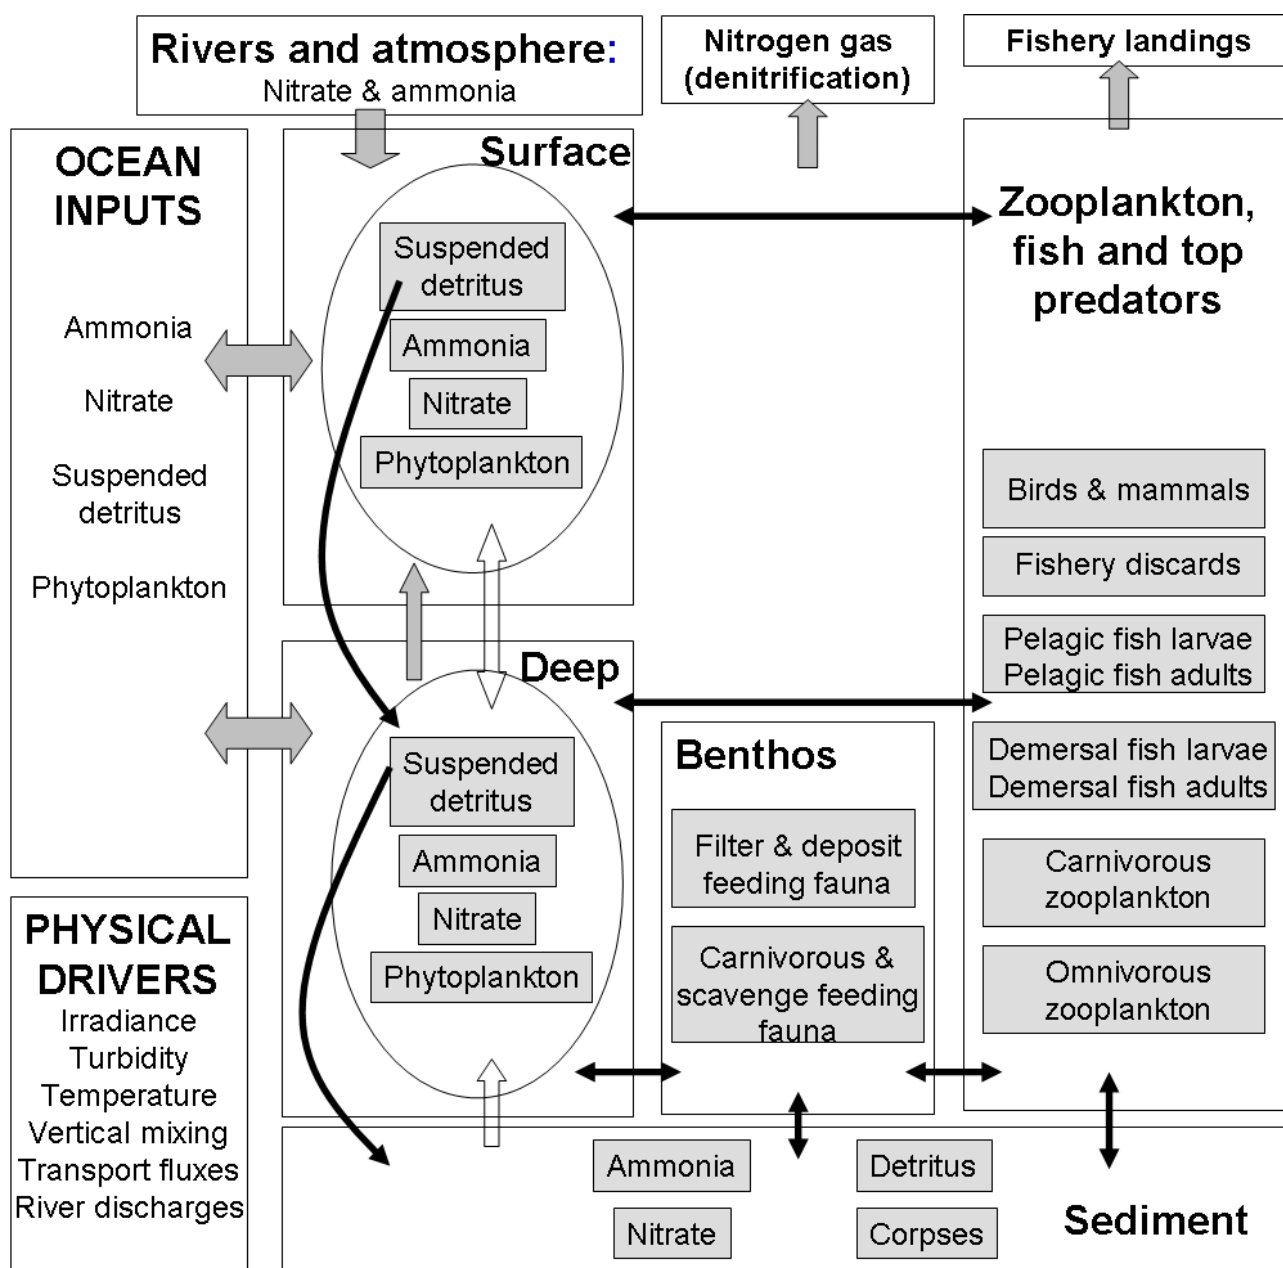 Rivers and atmosphere:
Nitrate & ammonia
Nitrogen gas
(denitrification)
Fishery landings
OCEAN
INPUTS
Ammonia
Nitrate
Suspended
detritus
Phytoplankton
Surface
Suspended
detritus
Ammonia
Nitrate
Phytoplankton
Zooplankton,
fish and top
predators
Birds & mammals
Fishery discards
Pelagic fish larvae
Pelagic fish adults
Demersal fish larvae
Demersal fish adults
Carnivorous
zooplankton
Omnivorous
zooplankton
Deep
Suspended
detritus
Ammonia
Nitrate
Phytoplankton
Benthos
Filter & deposit
feeding fauna
Carnivorous &
scavenge feeding
fauna
PHYSICAL
DRIVERS
Irradiance
Turbidity
Temperature
Vertical mixing
Transport fluxes
River discharges
Ammonia
Detritus
Nitrate
Corpses
Sediment